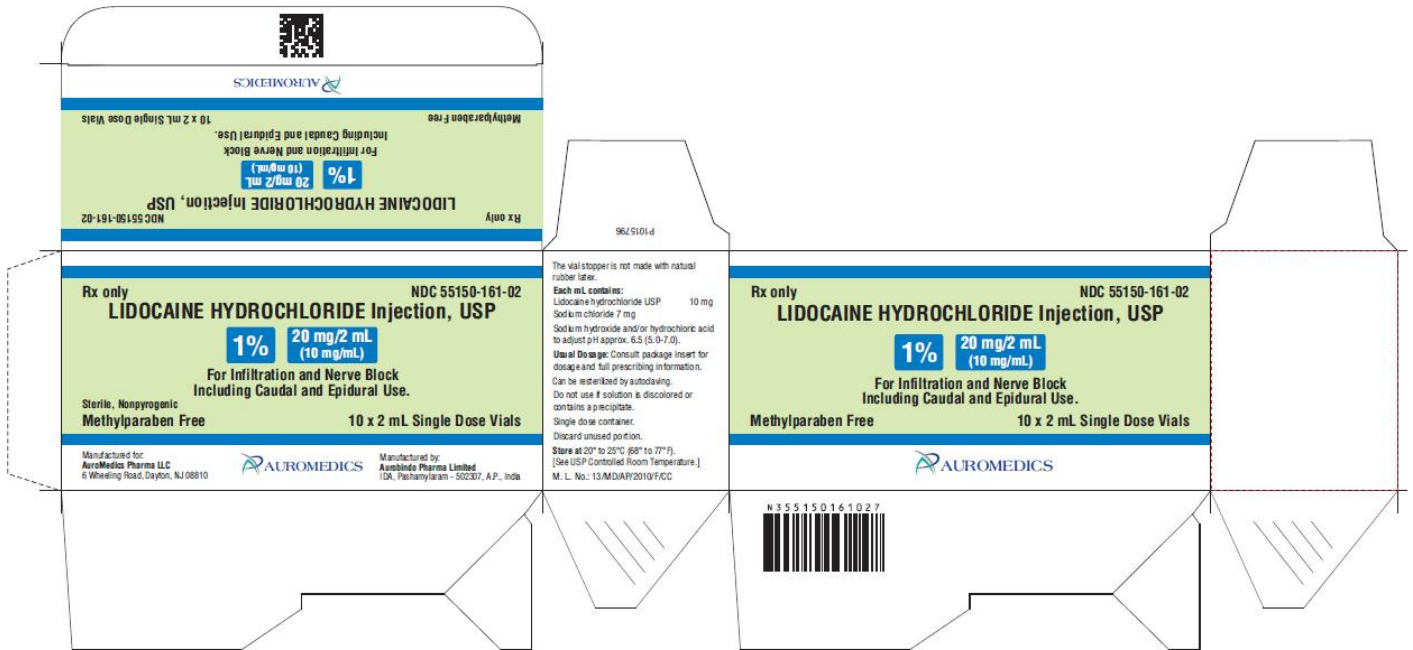 AUROMEDICS
10 x 2 mL Single Dose Vials
Methylparaben Free
Including Caudal and Epidural Use.
For Infiltration and Nerve Block
1%
20 mg/2 mL
(10 mg/mL)
LIDOCAINE HYDROCHLORIDE Injection, USP
NDC 55150-161-02
Rx only
P1015796
Rx only
NDC 55150-161-02
LIDOCAINE HYDROCHLORIDE Injection, USP
1%
20 mg/2 mL
(10 mg/mL)
For Infiltration and Nerve Block
Including Caudal and Epidural Use.
Sterile, Nonpyrogenic
Methylparaben Free
10 x 2 mL Single Dose Vials
Manufactured for:
AuroMedics Pharma LLC
6 Wheeling Road, Dayton, NJ 08810
AUROMEDICS
Manufactured by:
Aurobindo Pharma Limited
IDA, Pashamylaram - 502307, A.P., India
The vial stopper is not made with natural
rubber latex.
Each mL contains:
Lidocaine hydrochloride USP 10 mg
Sodium chloride 7 mg
Sodium hydroxide and/or hydrochloric acid
to adjust pH approx. 6.5 (5.0-7.0).
Usual Dosage: Consult package insert for
dosage and full prescribing information.
Can be resterilized by autoclaving.
Do not use if solution is discolored or
contains a precipitate.
Single dose container.
Discard unused portion.
Store at 20° to 25°C (68° to 77°F).
[See USP Controlled Room Temperature.]
M. L. No.: 13/MD/AP/2010/F/CC
Rx only
NDC 55150-161-02
LIDOCAINE HYDROCHLORIDE Injection, USP
1%
20 mg/2 mL
(10 mg/mL)
For Infiltration and Nerve Block
Including Caudal and Epidural Use.
Methylparaben Free
10 x 2 mL Single Dose Vials
AUROMEDICS
N355150161027